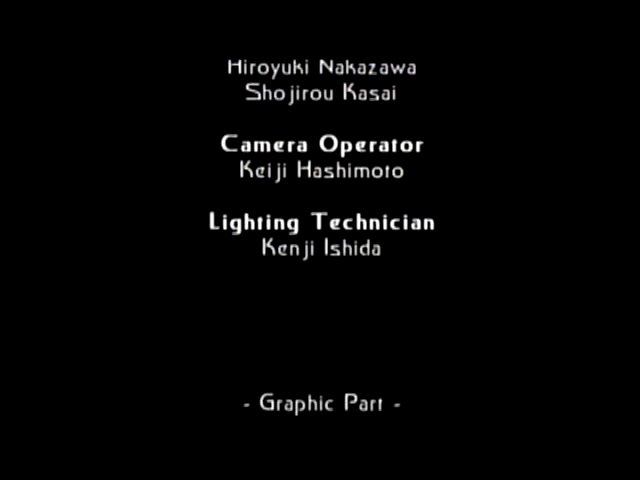 Hiroyuki Nakazawa
Shojirou Kasai
Camera Operator
Keiji Hashimoto
Lighting Technician
Kenji Ishida
- Graphic Part -